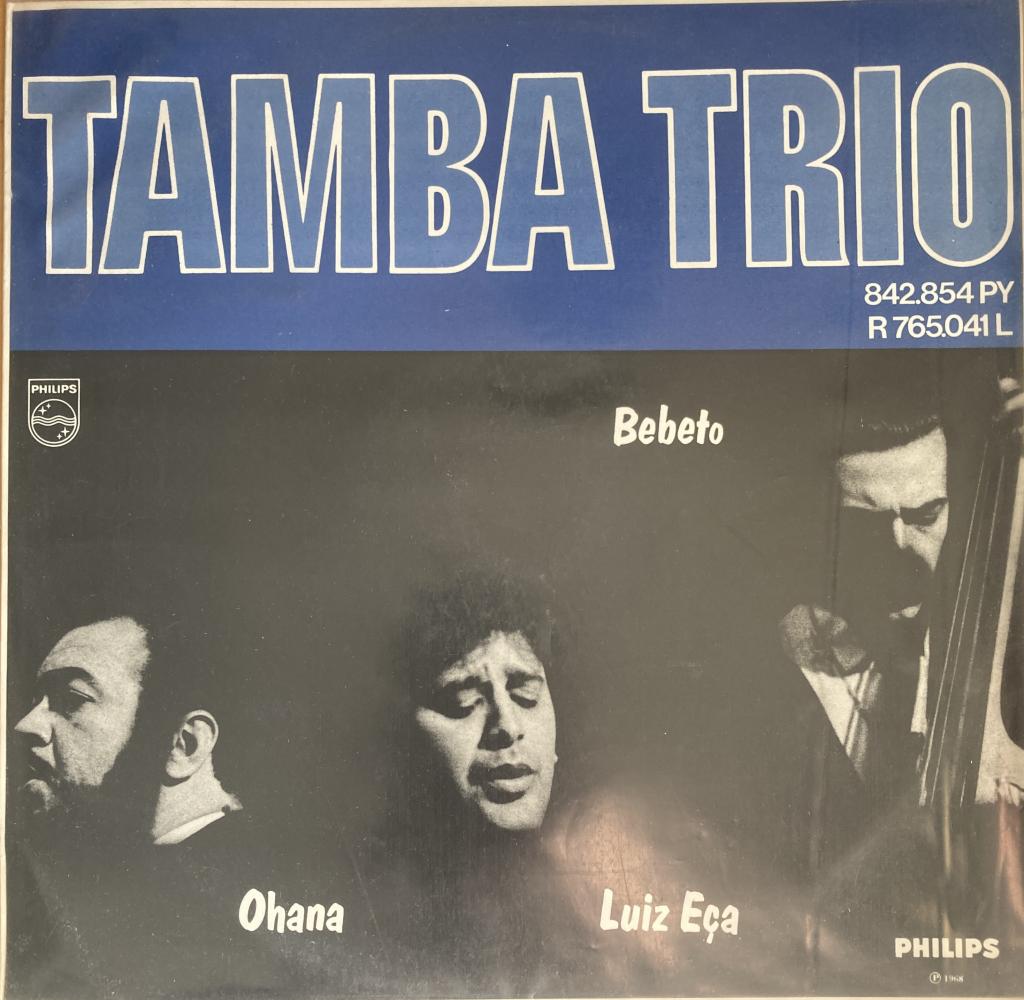 TAMBA TRIO
842.854 PY
R 765.041 L
PHILIPS
Bebeto
Ohana
Luiz Eça
PHILIPS
℗ 1968